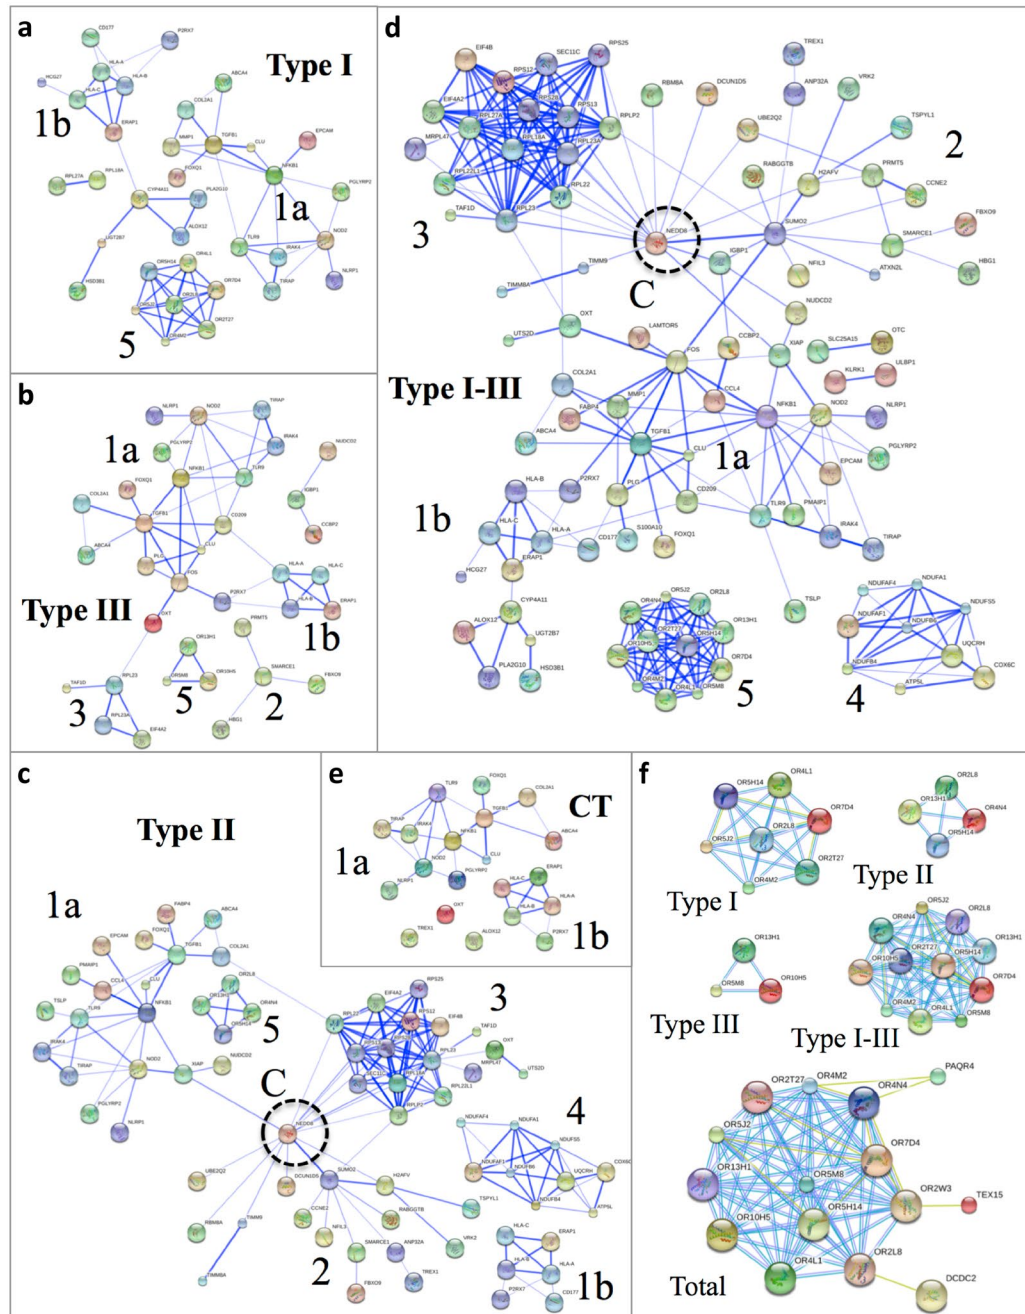 a
Type I
CD177
P2RX7
HLA-A
HLA-B
HCG27
HLA-C
1b
ERAP1
ABCA4
COL2A1
MMP1
TGFB1
CLU
EPCAM
FOXQ1
NFKB1
RPL27A
RPL18A
PGLYRP2
CYP4A11
PLA2G10
1a
NOD2
UGT2B7
ALOX12
TLR9
IRAK4
OR4L1
OR5H14
HSD3B1
TIRAP
NLRP1
OR7D4
OR2L8
OR5J2
OR2T27
OR4M2
5
b
NLRP1
NOD2
TIRAP
1a
PGLYRP2
IRAK4
NUDCD2
NFKB1
TLR9
FOXQ1
COL2A1
IGBP1
TGFB1
CD209
CCBP2
ABCA4
PLG
CLU
FOS
HLA-A
HLA-C
Type III
P2RX7
HLA-B
ERAP1
OXT
1b
PRMT5
OR13H1
OR5M8
OR10H5
SMARCE1
FBXO9
TAF1D
RPL23
5
2
3
RPL23A
EIF4A2
HBG1
d
EIF4B
SEC11C
RPS25
TREX1
RPS12
RBM8A
DCUN1D5
ANP32A
VRK2
EIF4A2
RPS28
RPS13
RPLP2
UBE2Q2
TSPYL1
RPL27A
2
MRPL47
RPL18A
RPL23A
RABGGTB
H2AFV
PRMT5
CCNE2
RPL22L1
RPL22
TAF1D
RPL23
NEDD8
SUMO2
FBXO9
SMARCE1
3
IGBP1
TIMM9
NFIL3
ATXN2L
HBG1
C
TIMM8A
NUDCD2
OXT
UTS2D
LAMTOR5
CCBP2
XIAP
SLC25A15
OTC
FOS
ULBP1
KLRK1
Type I-III
COL2A1
MMP1
CCL4
FABP4
NFKB1
NOD2
NLRP1
ABCA4
TGFB1
CLU
1a
PGLYRP2
EPCAM
HLA-B
P2RX7
PLG
CD209
1b
TLR9
PMAIP1
HLA-C
HLA-A
IRAK4
TIRAP
CD177
S100A10
FOXQ1
HCG27
ERAP1
CYP4A11
ALOX12
UGT2B7
PLA2G10
HSD3B1
OR5J2
OR4N4
OR2L8
OR2T27
OR13H1
OR10H5
OR5H14
OR7D4
OR4M2
OR4L1
OR5M8
5
TSLP
NDUFAF4
NDUFA1
NDUFS5
NDUFAF1
NDUFB6
UQCRH
NDUFB4
COX6C
ATP5L
4
c
Type II
1a
FABP4
ABCA4
FOXQ1
EPCAM
TGFB1
COL2A1
PMAIP1
CCL4
CLU
OR2L8
TSLP
NFKB1
OR13H1
OR4N4
TLR9
OR5H14
5
IRAK4
TIRAP
NOD2
NUDCD2
PGLYRP2
NLRP1
RPS25
3
EIF4A2
RPL22
RPS12
EIF4B
TAF1D
RPL23
OXT
MRPL47
SEC11C
RPL18A
UTS2D
RPL22L1
RPLP2
C
NEDD8
4
NDUFAF4
NDUFA1
NDUFS5
SUMO2
UBE2Q2
DCUN1D5
H2AFV
NDUFAF1
NDUFB6
UQCRH
NDUFB4
ATP5L
RBM8A
TIMM9
CCNE2
RABGGTB
TSPYL1
NFIL3
VRK2
SMARCE1
ANP32A
TIMM8A
2
FBXO9
TREX1
HLA-C
ERAP1
HLA-B
HLA-A
P2RX7
CD177
1b
e
CT
FOXQ1
TLR9
COL2A1
TGFB1
TIRAP
IRAK4
NFKB1
ABCA4
1a
NOD2
CLU
PGLYRP2
ERAP1
NLRP1
HLA-C
HLA-A
HLA-B
OXT
TREX1
ALOX12
P2RX7
1b
f
OR5H14
OR4L1
OR7D4
OR2L8
OR5J2
OR2T27
OR4M2
Type I
OR2L8
OR13H1
OR4N4
OR5H14
Type II
OR13H1
OR10H5
OR5M8
Type III
OR5J2
OR4N4
OR2L8
OR13H1
OR2T27
OR10H5
OR5H14
OR7D4
OR4M2
OR4L1
OR5M8
Type I-III
OR4M2
PAQR4
OR2T27
OR4N4
OR5J2
OR7D4
OR13H1
OR5M8
OR2W3
TEX15
OR10H5
OR5H14
OR4L1
OR2L8
DCDC2
Total